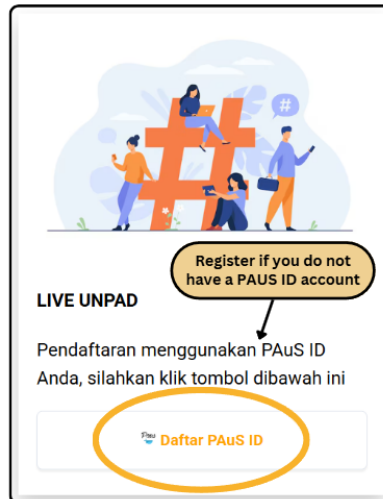 #
Register if you do not
have a PAUS ID account
LIVE UNPAD
Pendaftaran menggunakan PAuS ID
Anda, silahkan klik tombol dibawah ini
Paus Daftar PAuS ID